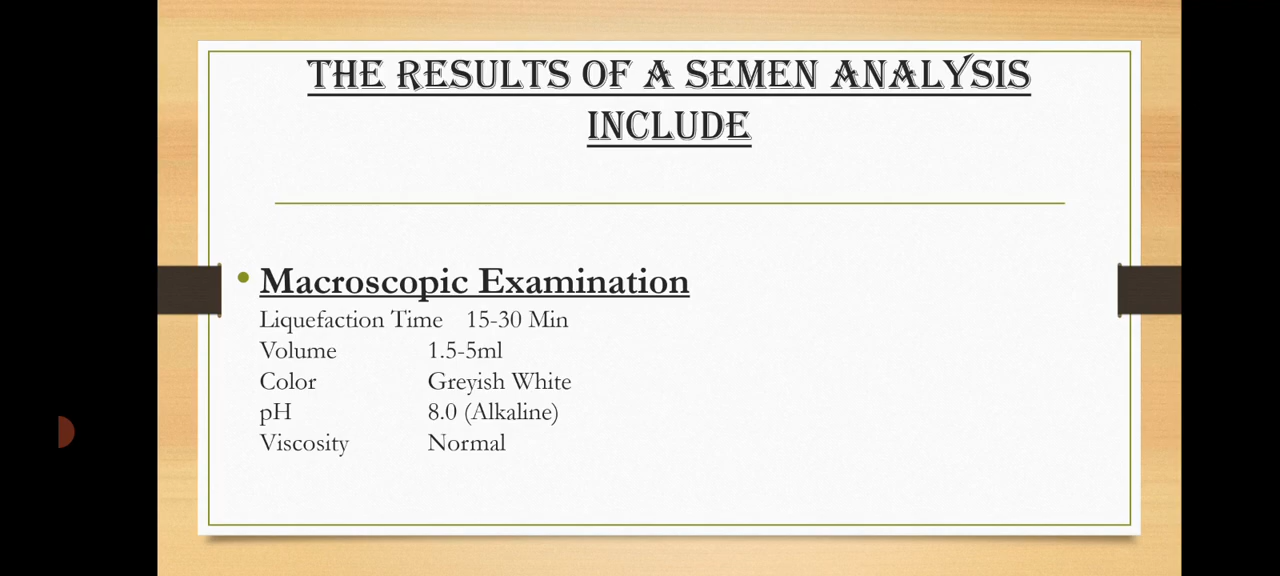 THE RESULTS OF A SEMEN ANALYSIS
INCLUDE
• Macroscopic Examination
Liquefaction Time 15-30 Min
Volume 1.5-5ml
Color Greyish White
pH 8.0 (Alkaline)
Viscosity Normal